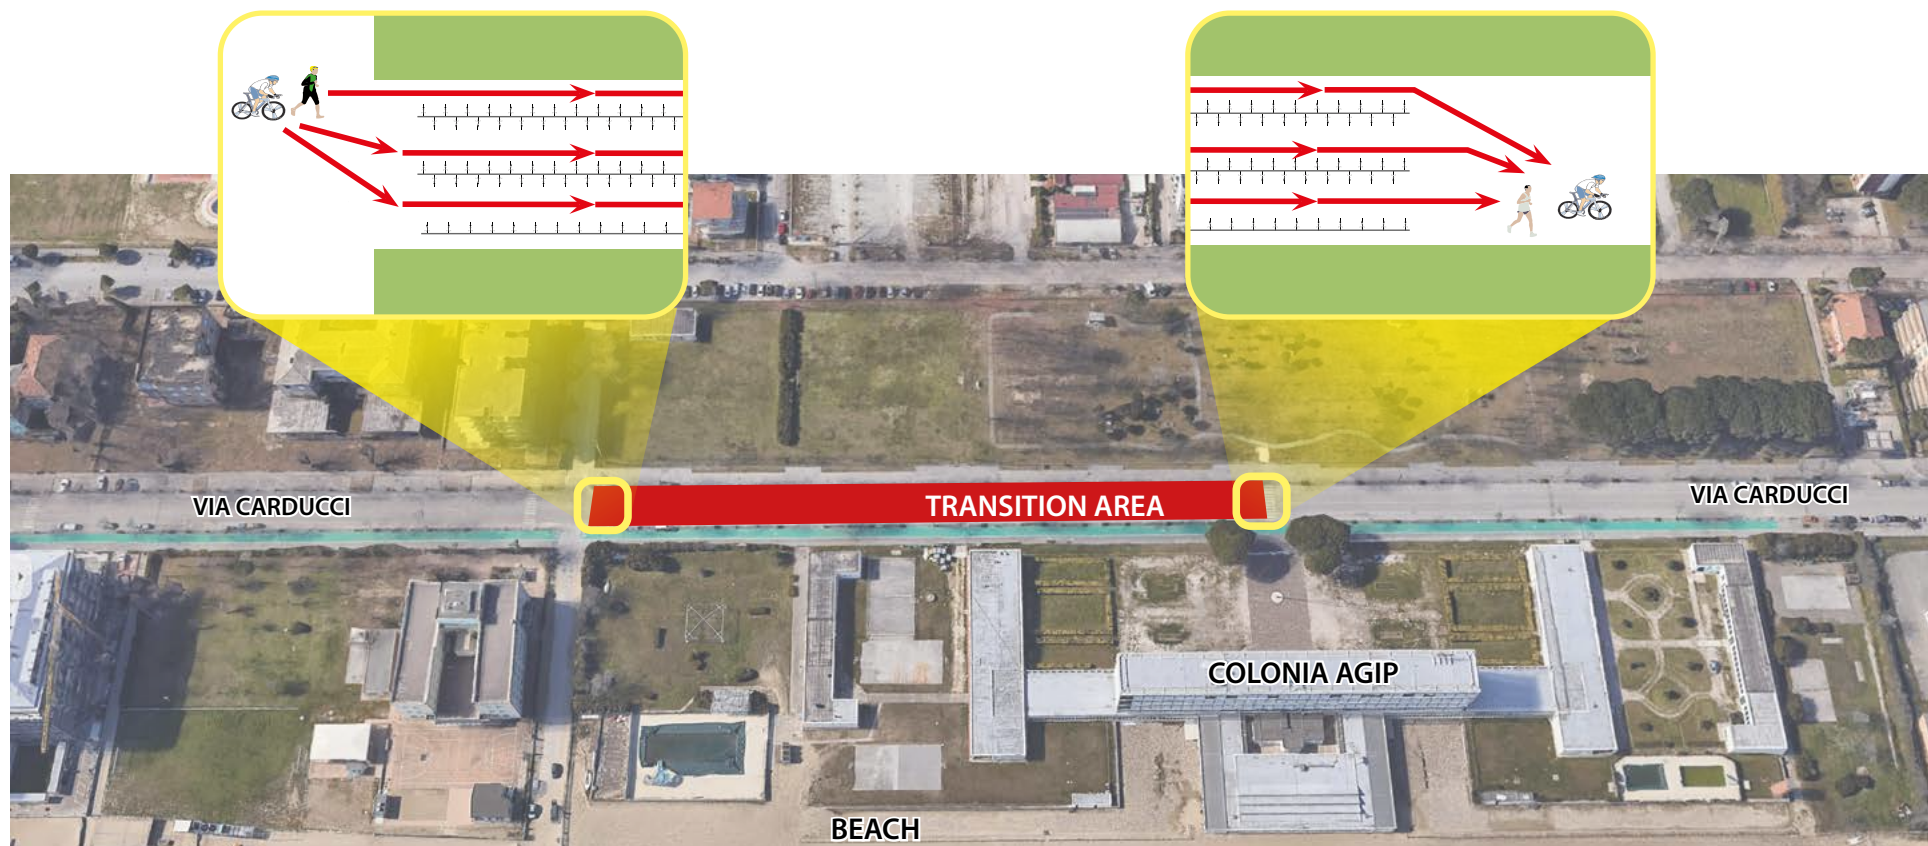 VIA CARDUCCI
TRANSITION AREA
VIA CARDUCCI
COLONIA AGIP
BEACH